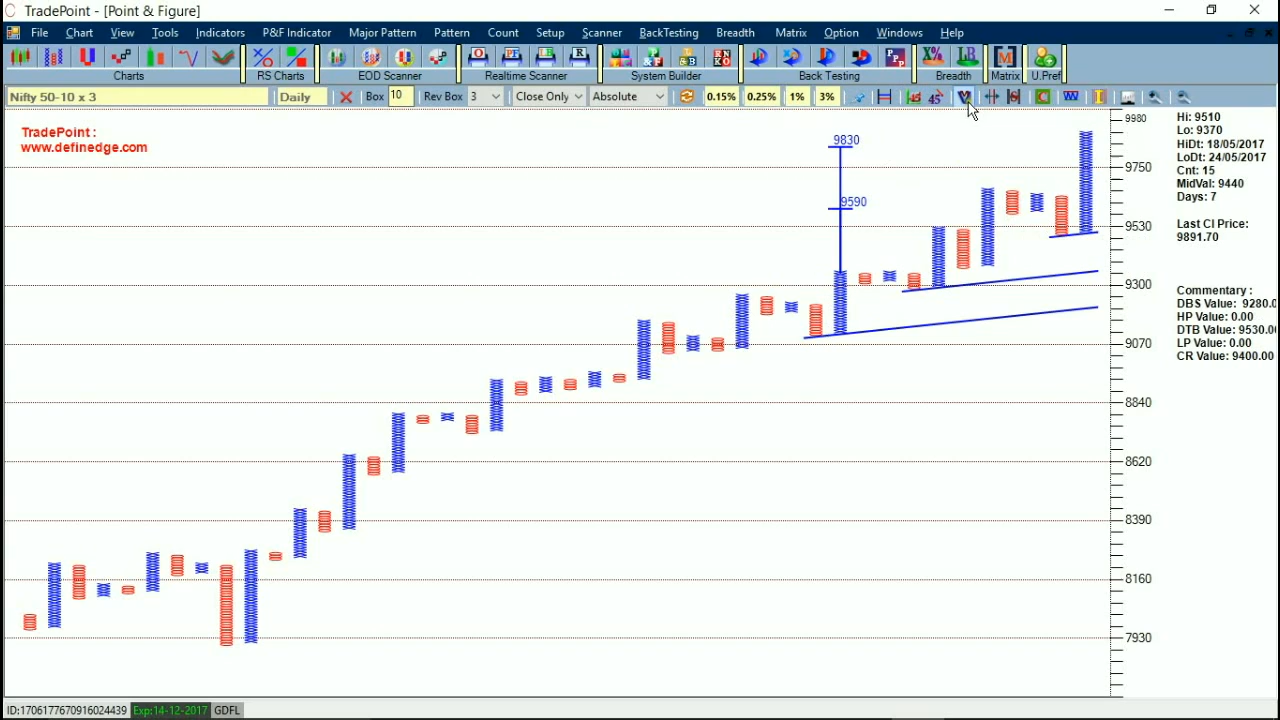 TradePoint - [Point & Figure]
File Chart View Tools Indicators P&F Indicator Major Pattern Pattern Count Setup Scanner BackTesting Breadth Matrix Option Windows Help
Charts RS Charts EOD Scanner Realtime Scanner System Builder Back Testing Breadth Matrix U.Pref
Nifty 50-10 x 3 Daily Box 10 Rev Box 3 Close Only Absolute 0.15% 0.25% 1% 3%
TradePoint :
www.definedge.com
9830
9590
9980
9750
9530
9300
9070
8840
8620
8390
8160
7930
Hi: 9510
Lo: 9370
HiDt: 18/05/2017
LoDt: 24/05/2017
Cnt: 15
MidVal: 9440
Days: 7
Last Cl Price:
9891.70
Commentary :
DBS Value: 9280.0
HP Value: 0.00
DTB Value: 9530.00
LP Value: 0.00
CR Value: 9400.00
ID:1706177670916024439 Exp:14-12-2017 GDFL